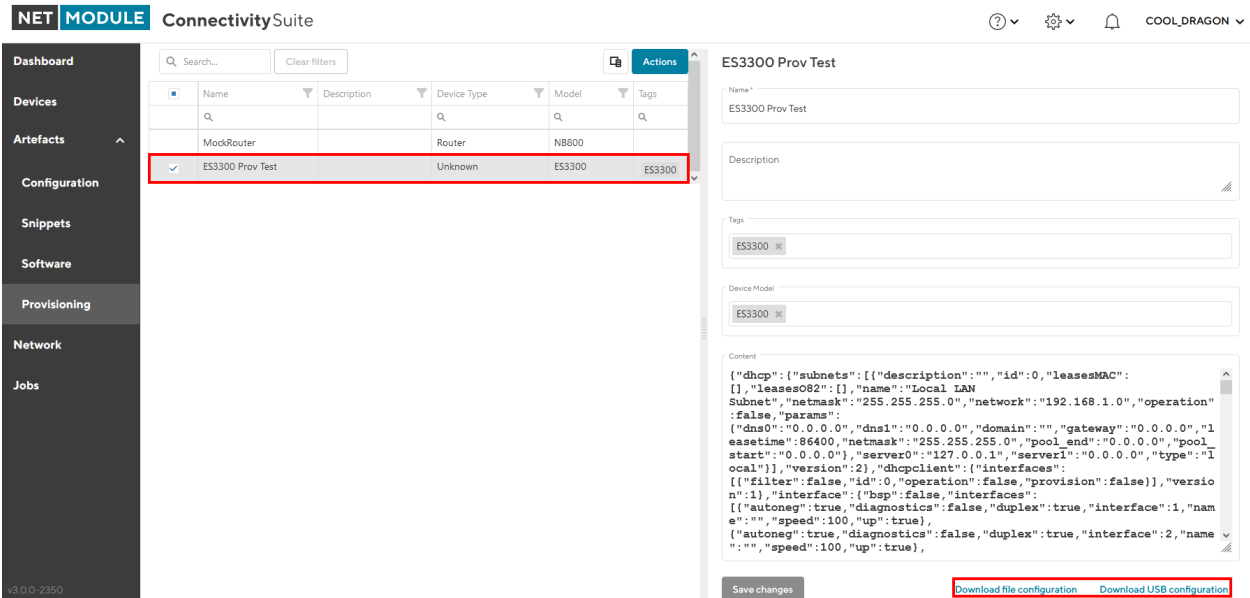 NET MODULE ConnectivitySuite
COOL_DRAGON
Dashboard
Devices
Artefacts
Configuration
Snippets
Software
Provisioning
Network
Jobs
v3.0.0-2350
Search...
Clear filters
Actions
Name Description Device Type Model Tags
MockRouter Router NB800
ES3300 Prov Test Unknown ES3300 ES3300
ES3300 Prov Test
Name*
ES3300 Prov Test
Description
Tags
ES3300
Device Model
ES3300
Content
{"dhcp":{"subnets":[{"description":"","id":0,"leasesMAC":
[],"leasesO82":[],"name":"Local LAN
Subnet","netmask":"255.255.255.0","network":"192.168.1.0","operation"
:false,"params":
{"dns0":"0.0.0.0","dns1":"0.0.0.0","domain":"","gateway":"0.0.0.0","l
easetime":86400,"netmask":"255.255.255.0","pool_end":"0.0.0.0","pool_
start":"0.0.0.0"},"server0":"127.0.0.1","server1":"0.0.0.0","type":"l
ocal"}],"version":2},"dhcpclient":{"interfaces":
[{"filter":false,"id":0,"operation":false,"provision":false}],"versio
n":1},"interface":{"bsp":false,"interfaces":
[{"autoneg":true,"diagnostics":false,"duplex":true,"interface":1,"nam
e":"","speed":100,"up":true},
{"autoneg":true,"diagnostics":false,"duplex":true,"interface":2,"name
":"","speed":100,"up":true},
Save changes
Download file configuration Download USB configuration